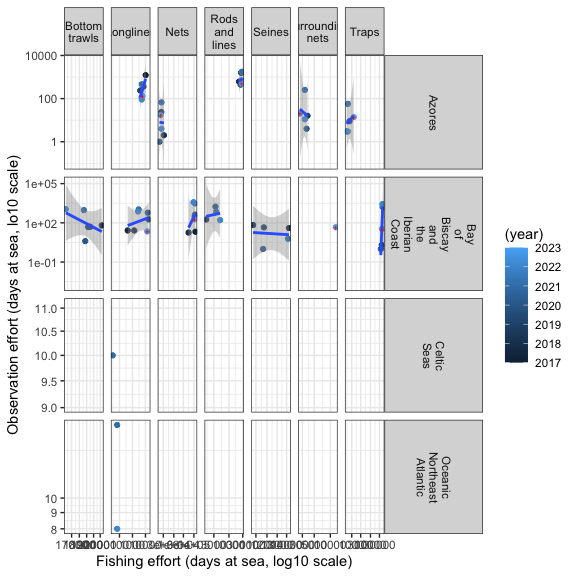 Bottom
trawls
Nets
Rods
and
lines
Seines
nets
Traps
10000
100
1
Azores
1e+05
1e+02
1e-01
Bay
of
Biscay
and
the
Iberian
Coast
11.0
10.5
10.0
9.5
9.0
Celtic
Seas
10
9
8
Oceanic
Northeast
Atlantic
Observation effort (days at sea, lo10 scale)
Fishing effort (days at sea, log10 scale)
(year)
2023
2022
2021
2020
2019
2018
2017